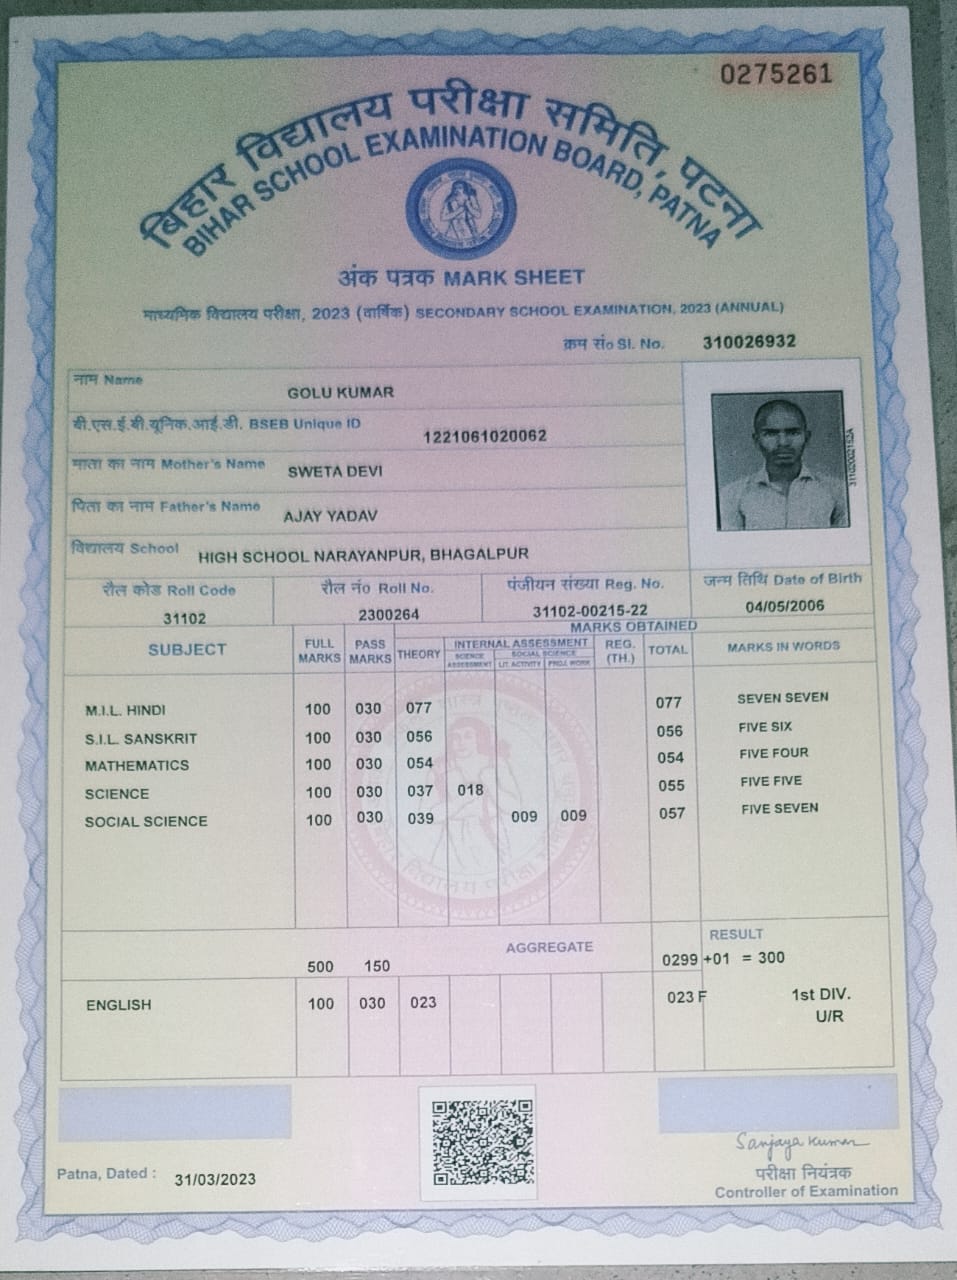 0275261
बिहार विद्यालय परीक्षा समिति, पटना
BIHAR SCHOOL EXAMINATION BOARD, PATNA
अंक पत्रक MARK SHEET
माध्यमिक विद्यालय परीक्षा, 2023 (वार्षिक) SECONDARY SCHOOL EXAMINATION, 2023 (ANNUAL)
क्रम सं० Sl. No. 310026932
नाम Name GOLU KUMAR
बी.एस.ई.बी.यूनिक.आई.डी. BSEB Unique ID 1221061020062
माता का नाम Mother's Name SWETA DEVI
पिता का नाम Father's Name AJAY YADAV
विद्यालय School HIGH SCHOOL NARAYANPUR, BHAGALPUR
रौल कोड Roll Code रौल नं० Roll No. पंजीयन संख्या Reg. No. जन्म तिथि Date of Birth
31102 2300264 31102-00215-22 04/05/2006
MARKS OBTAINED
SUBJECT FULL MARKS PASS MARKS THEORY INTERNAL ASSESSMENT REG. (TH.) TOTAL MARKS IN WORDS
SCIENCE ASSESSMENT SOCIAL SCIENCE
LIT. ACTIVITY PROJ. WORK
M.I.L. HINDI 100 030 077 077 SEVEN SEVEN
S.I.L. SANSKRIT 100 030 056 056 FIVE SIX
MATHEMATICS 100 030 054 054 FIVE FOUR
SCIENCE 100 030 037 018 055 FIVE FIVE
SOCIAL SCIENCE 100 030 039 009 009 057 FIVE SEVEN
AGGREGATE RESULT
500 150 0299 +01 = 300
ENGLISH 100 030 023 023 F 1st DIV.
U/R
Sanjaya Kumar
Patna, Dated : 31/03/2023
परीक्षा नियंत्रक
Controller of Examination